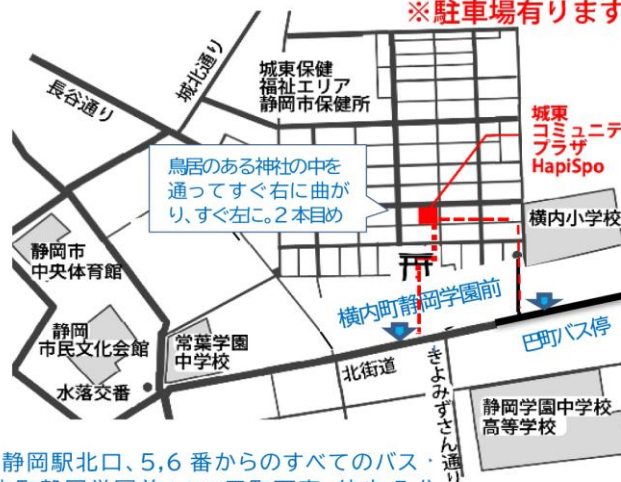 ※駐車場有ります
城北通り
長谷通り
城東保健
福祉エリア
静岡市保健所
城東
コミュニテ
プラザ
HapiSpo
鳥居のある神社の中を
通ってすぐ右に曲が
り、すぐ左に。2本目め
横内小学校
静岡市
中央体育館
横内町静岡学園前
静岡
市民文化会館
常葉学園
中学校
巴町バス停
水落交番
北街道
きよみずさん通り
静岡学園中学校
高等学校
静岡駅北口、5,6番からのすべてのバス・